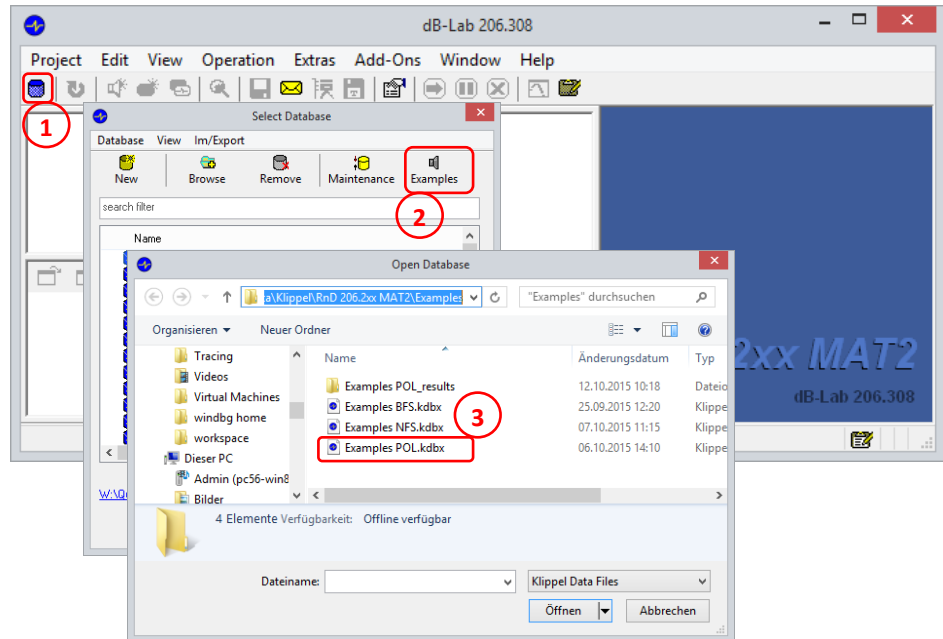 dB-Lab 206.308
Project Edit View Operation Extras Add-Ons Window Help
1
Select Database
Database View Im/Export
New Browse Remove Maintenance Examples
search filter
2
Name
Open Database
a\Klippel\RnD 206.2xx MAT2\Examples "Examples" durchsuchen
Organisieren Neuer Ordner
Tracing
Videos
Virtual Machines
windbg home
workspace
Dieser PC
Admin (pc56-win8
Bilder
Name Änderungsdatum Typ
Examples POL_results 12.10.2015 10:18 Dateio
Examples BFS.kdbx 25.09.2015 12:20 Klippe
Examples NFS.kdbx 07.10.2015 11:15 Klippe
Examples POL.kdbx 06.10.2015 14:10 Klippe
3
2xx MAT2
dB-Lab 206.308
4 Elemente Verfügbarkeit: Offline verfügbar
Dateiname: Klippel Data Files
Öffnen Abbrechen